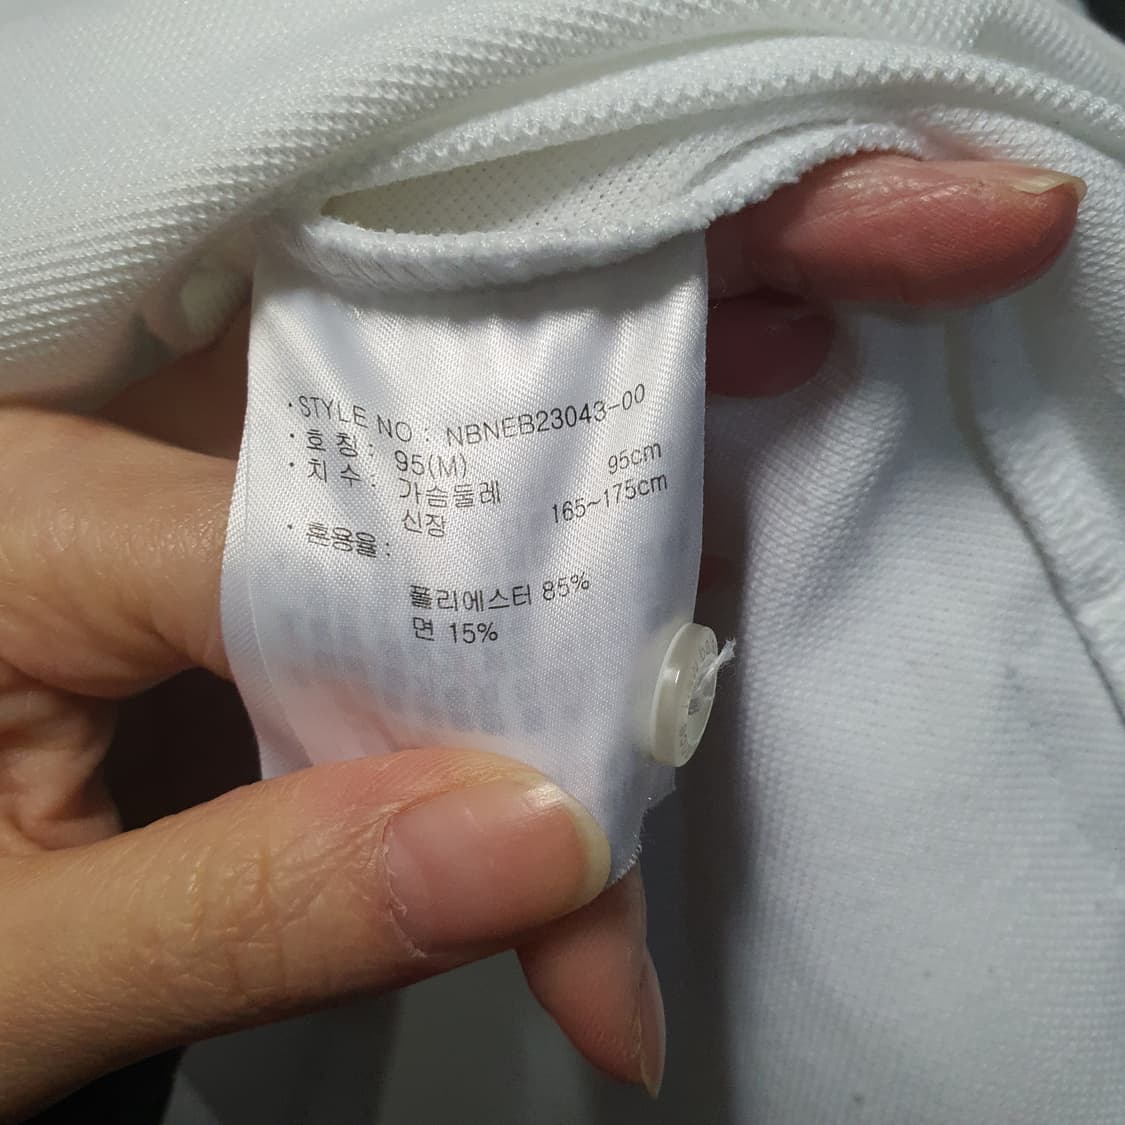 ·STYLE NO : NBNEB23043-00
·호 칭 : 95(M)
·치 수 : 가슴둘레 95cm
신장 165~175cm
·혼용율 :
폴리에스터 85%
면 15%